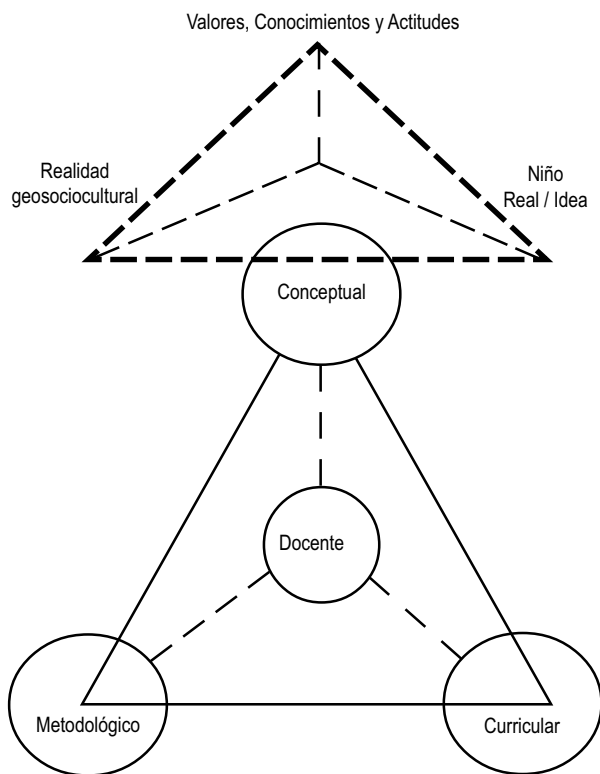 Valores, Conocimientos y Actitudes
Realidad
geosociocultural
Niño
Real / Idea
Conceptual
Docente
Metodológico
Curricular